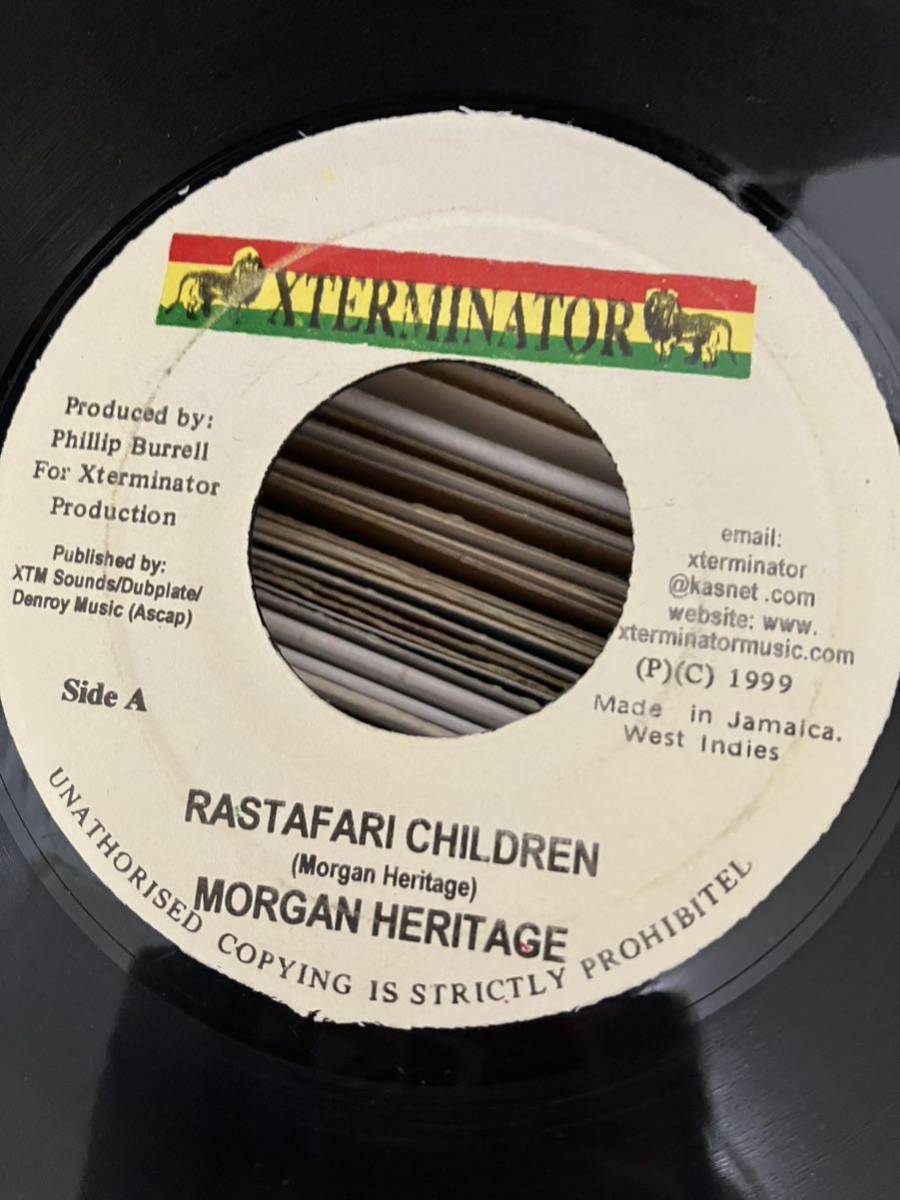 XTERMINATOR
Produced by:
Phillip Burrell
For Xterminator
Production
Published by:
XTM Sounds/Dubplate/
Denroy Music (Ascap)
Side A
email:
xterminator
@kasnet .com
website: www.
xterminatormusic.com
(P)(C) 1999
Made in Jamaica.
West Indies
RASTAFARI CHILDREN
(Morgan Heritage)
MORGAN HERITAGE
UNATHORISED COPYING IS STRICTLY PROHIBITEL